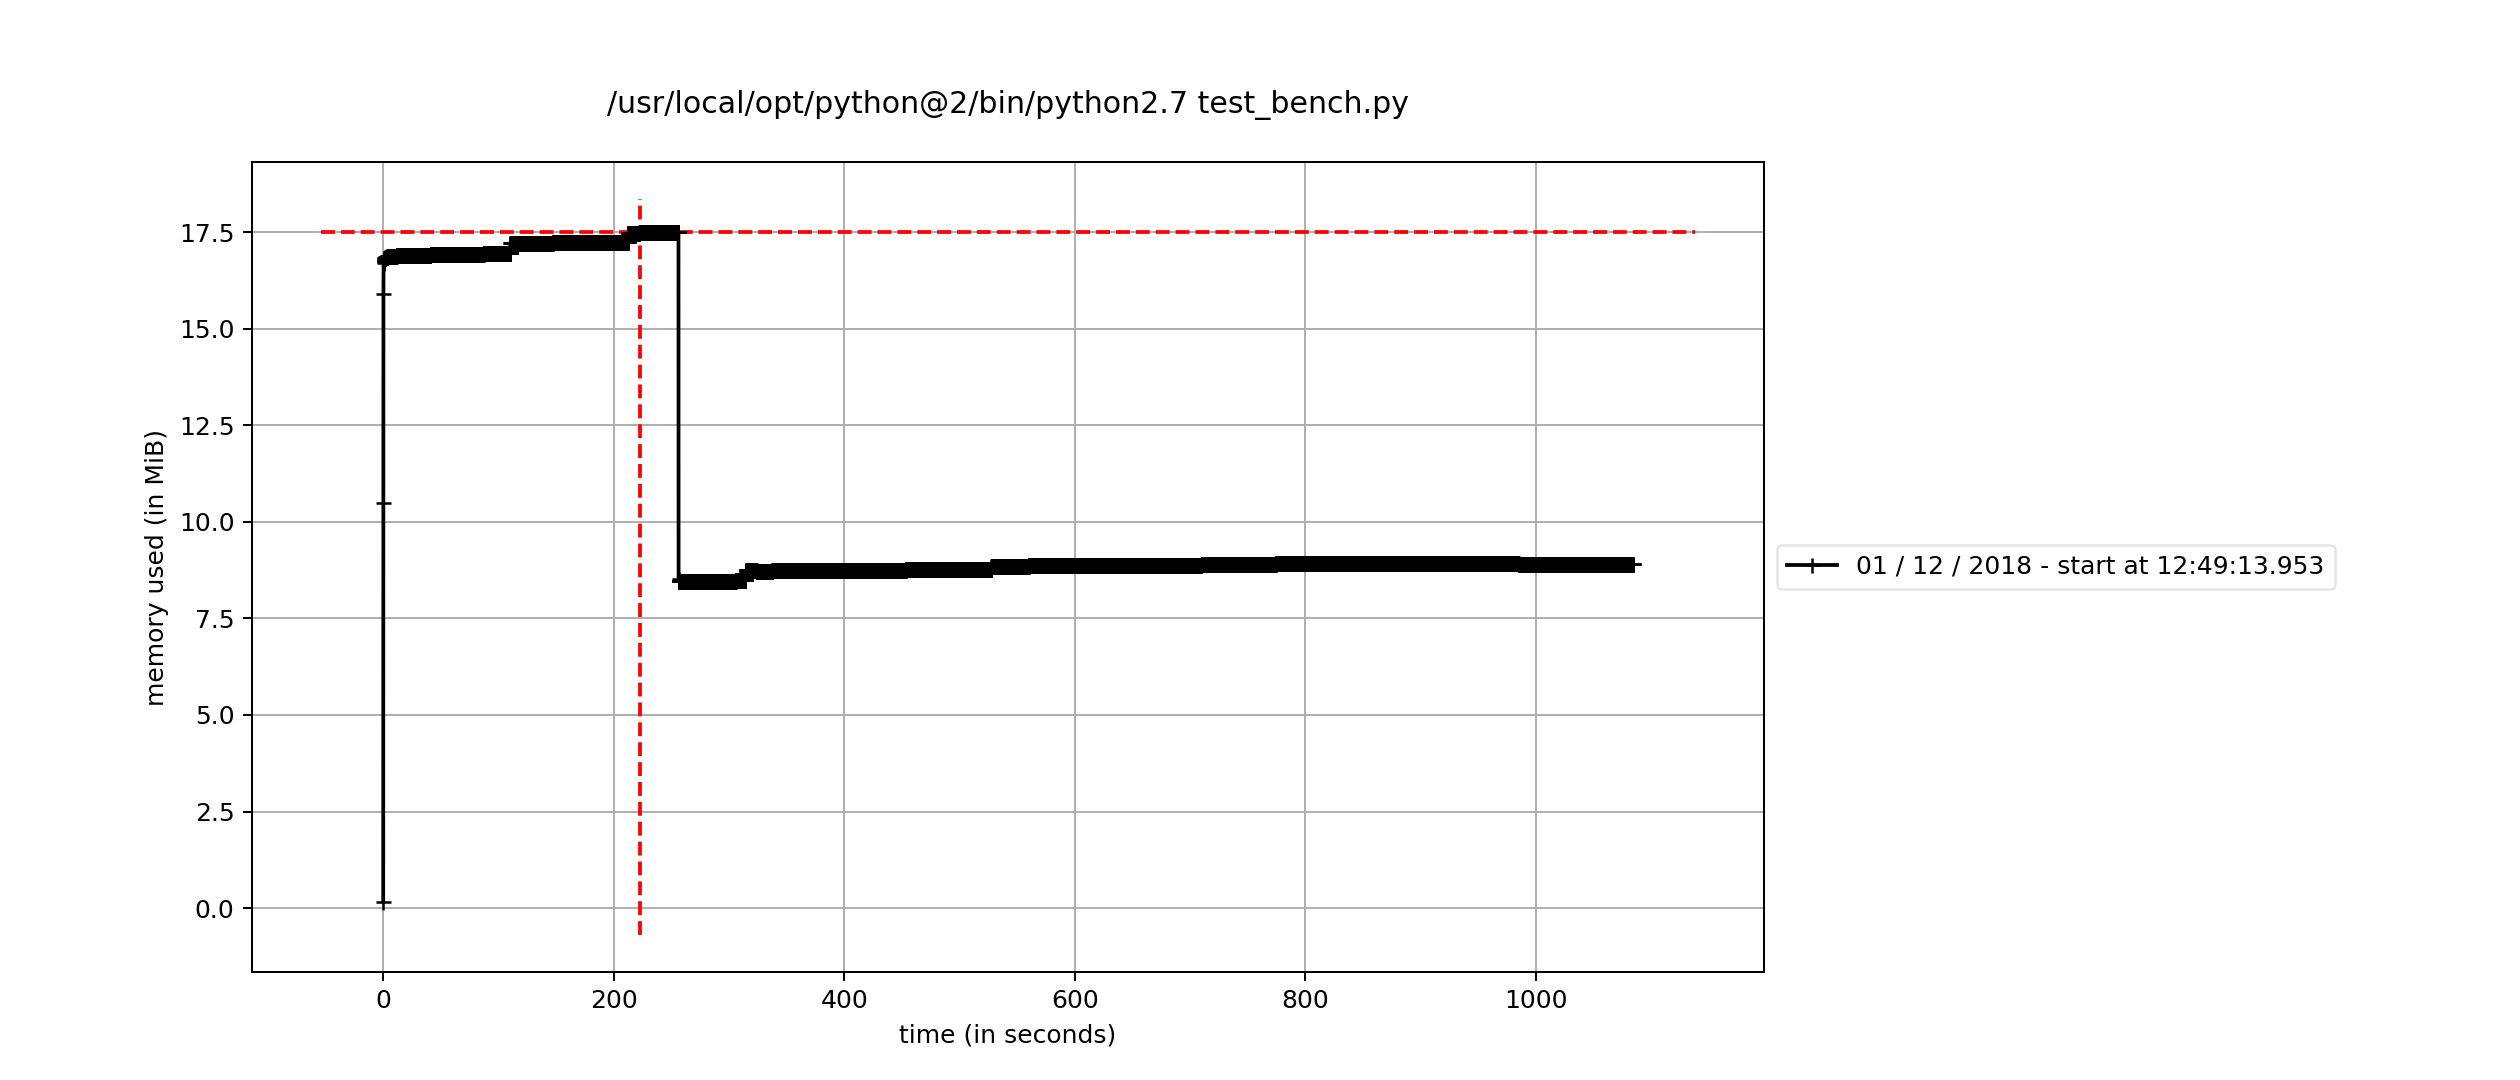 /usr/local/opt/python@2/bin/python2.7 test_bench.py
17.5
15.0
12.5
10.0
7.5
5.0
2.5
0.0
memory used (in MiB)
01 / 12 / 2018 - start at 12:49:13.953
0 200 400 600 800 1000
time (in seconds)